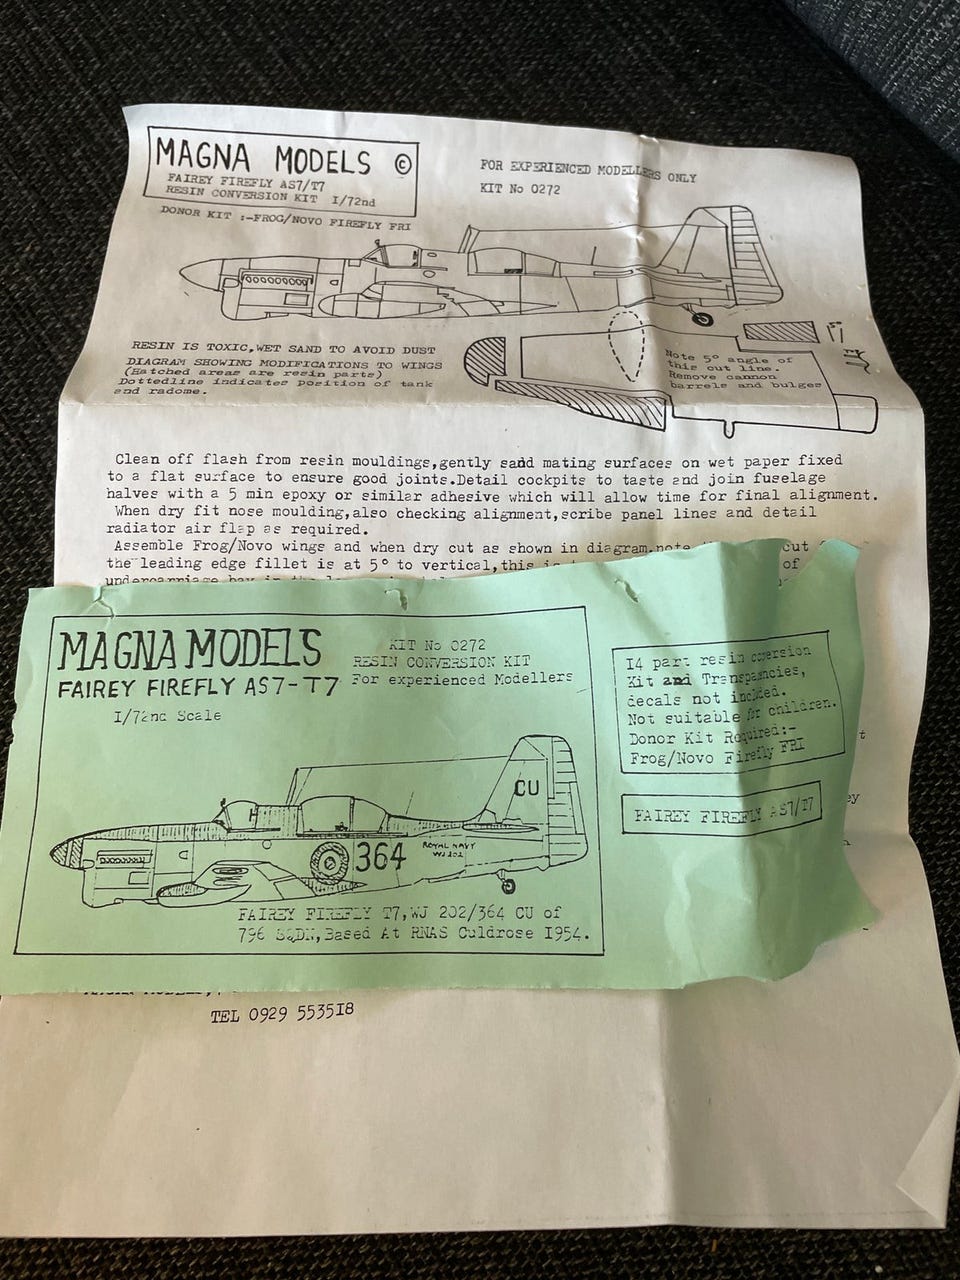 MAGNA MODELS ©
FAIREY FIREFLY AS7/T7
RESIN CONVERSION KIT I/72nd
DONOR KIT :-FROG/NOVO FIREFLY FRI
FOR EXPERIENCED MODELLERS ONLY
KIT No 0272
RESIN IS TOXIC,WET SAND TO AVOID DUST
DIAGRAM SHOWING MODIFICATIONS TO WINGS
(Hatched areas are resin parts)
Dottedline indicates position of tank
and radome.
Note 5° angle of
this cut line.
Remove cannon
barrels and bulges
Clean off flash from resin mouldings,gently sand mating surfaces on wet paper fixed
to a flat surface to ensure good joints.Detail cockpits to taste and join fuselage
halves with a 5 min epoxy or similar adhesive which will allow time for final alignment.
When dry fit nose moulding,also checking alignment,scribe panel lines and detail
radiator air flap as required.
Assemble Frog/Novo wings and when dry cut as shown in diagram,note cut
the leading edge fillet is at 5° to vertical,this is of
undercarriage bay in the
MAGNA MODELS
FAIREY FIREFLY AS7-T7
I/72nd Scale
KIT No 0272
RESIN CONVERSION KIT
For experienced Modellers
CU
H
364
ROYAL NAVY
WJ 202
FAIREY FIREFLY T7,WJ 202/364 CU of
796 SQDN,Based At RNAS Culdrose I954.
I4 part resin coversion
Kit and Transpasncies,
decals not included.
Not suitable for children.
Donor Kit Required:-
Frog/Novo Firefly FRI
FAIREY FIREFLY AS7/T7
TEL 0929 5535I8